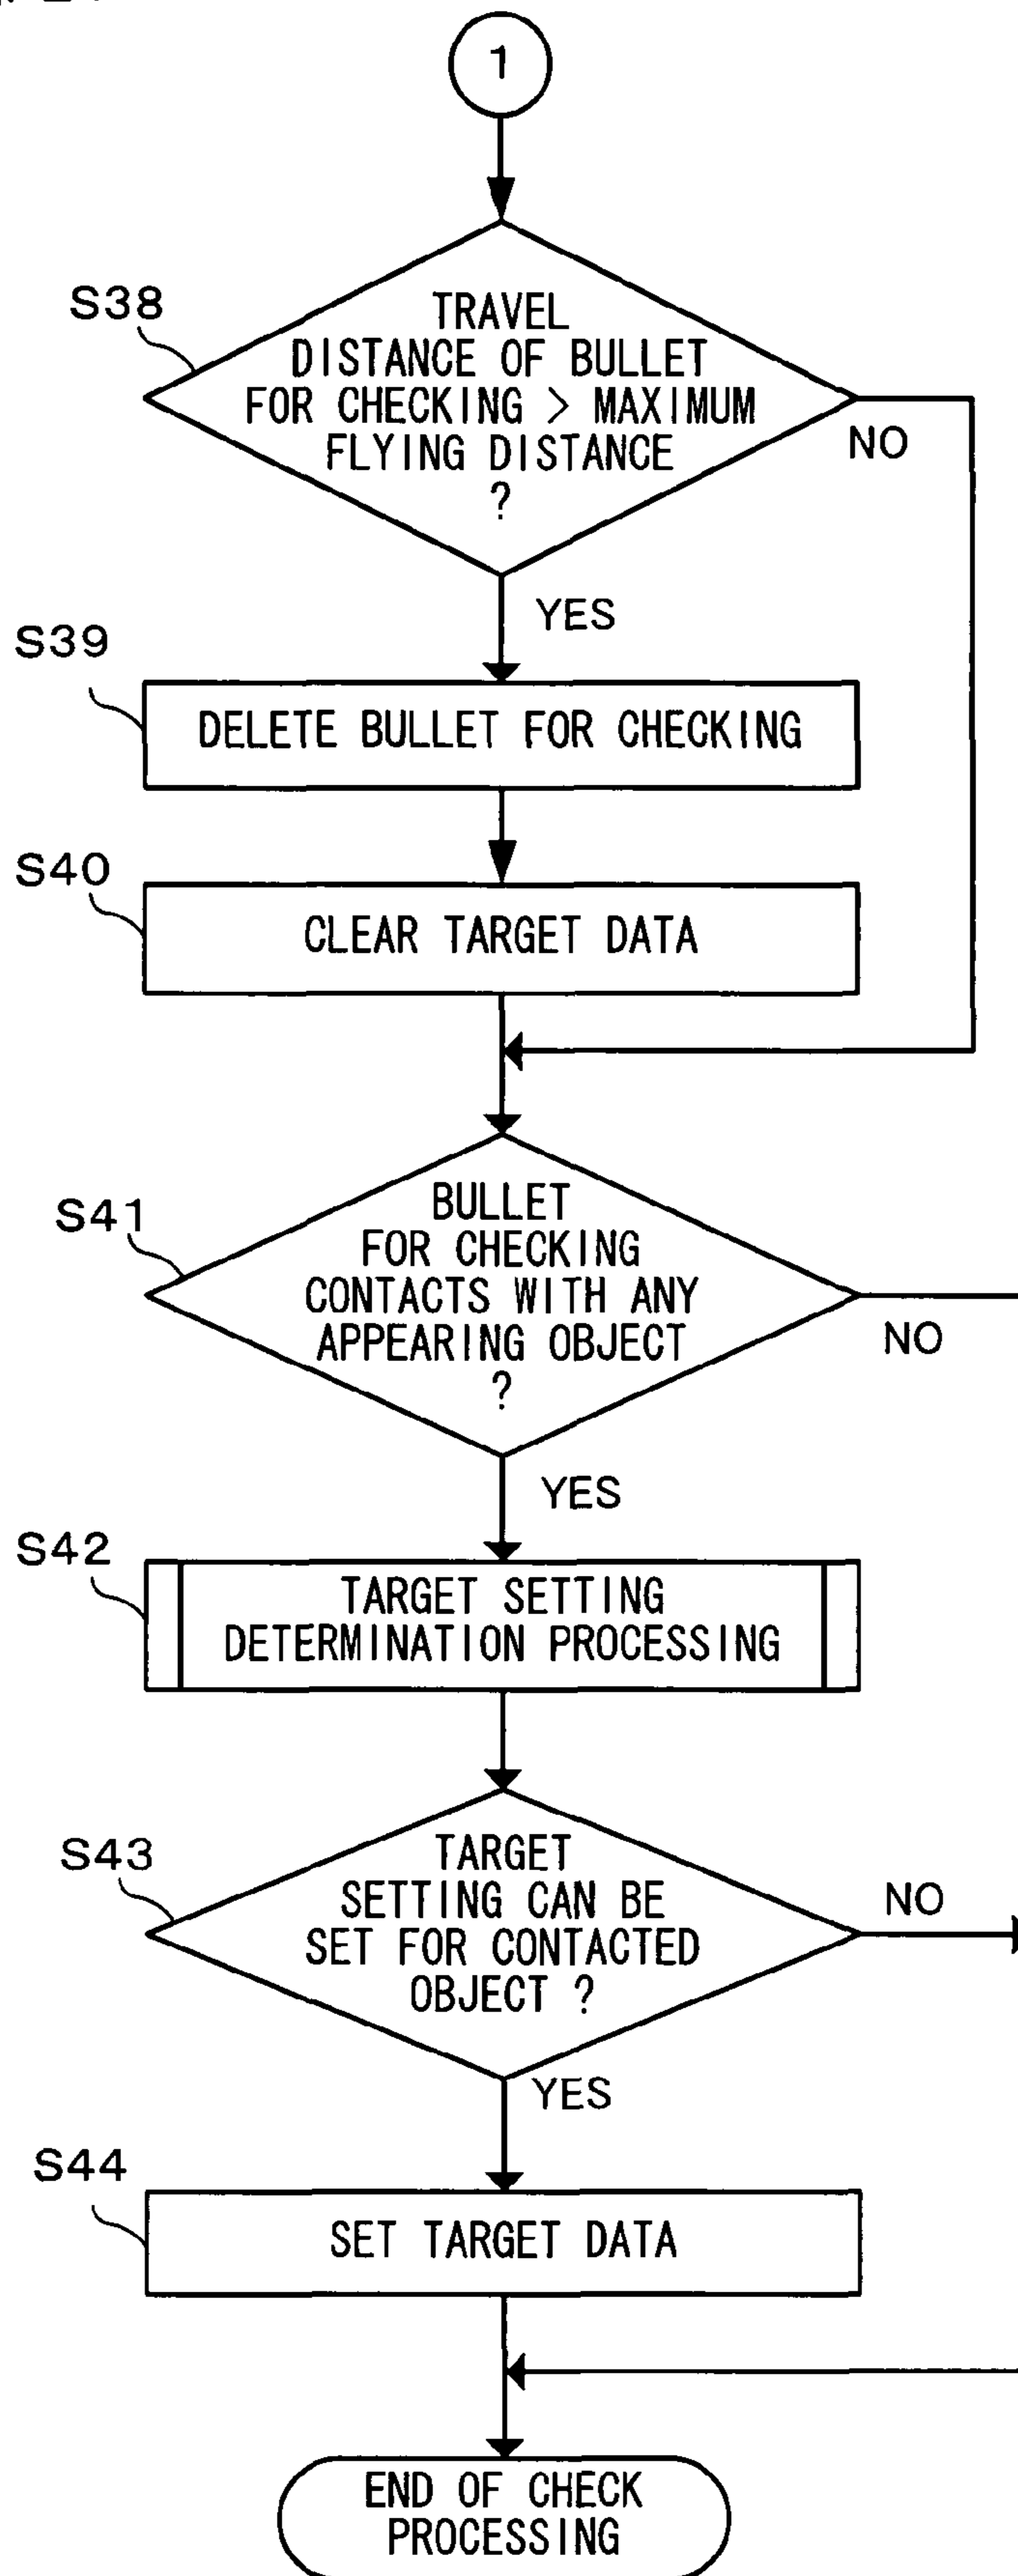 1
S38
TRAVEL
DISTANCE OF BULLET
FOR CHECKING > MAXIMUM
FLYING DISTANCE
?
NO
YES
S39
DELETE BULLET FOR CHECKING
S40
CLEAR TARGET DATA
S41
BULLET
FOR CHECKING
CONTACTS WITH ANY
APPEARING OBJECT
?
NO
YES
S42
TARGET SETTING
DETERMINATION PROCESSING
S43
TARGET
SETTING CAN BE
SET FOR CONTACTED
OBJECT ?
NO
YES
S44
SET TARGET DATA
END OF CHECK
PROCESSING